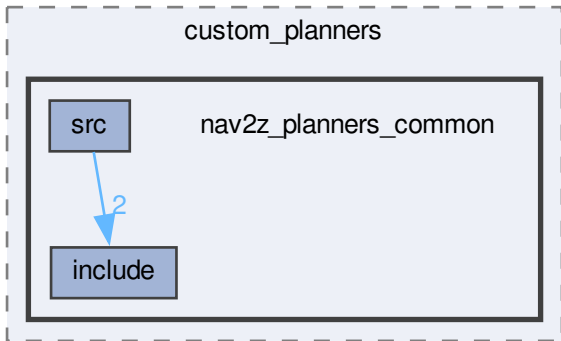 custom_planners
src
nav2z_planners_common
2
include